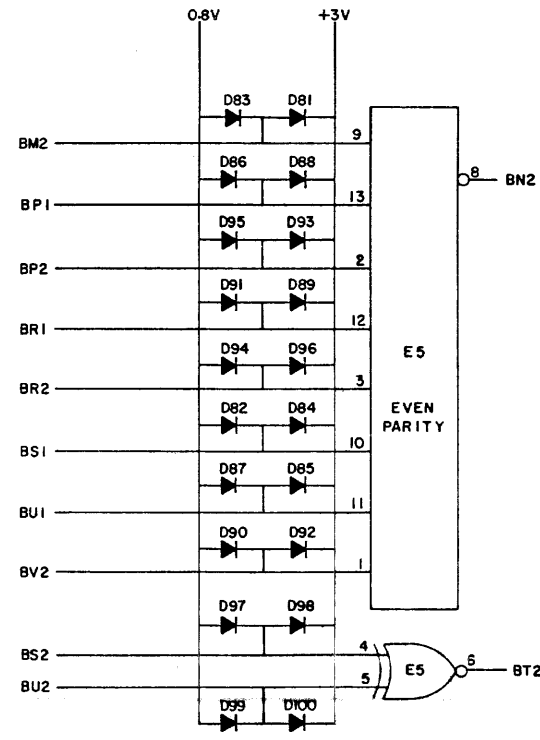 0.8V +3V
D83 D81
BM2 9
8 BN2
D86 D88
BP1 13
D95 D93
BP2 2
D91 D89
BR1 12
D94 D96
BR2 3
E5
EVEN
PARITY
D82 D84
BS1 10
D87 D85
BU1 11
D90 D92
BV2 1
D97 D98
BS2 4
E5 6 BT2
BU2 5
D99 D100